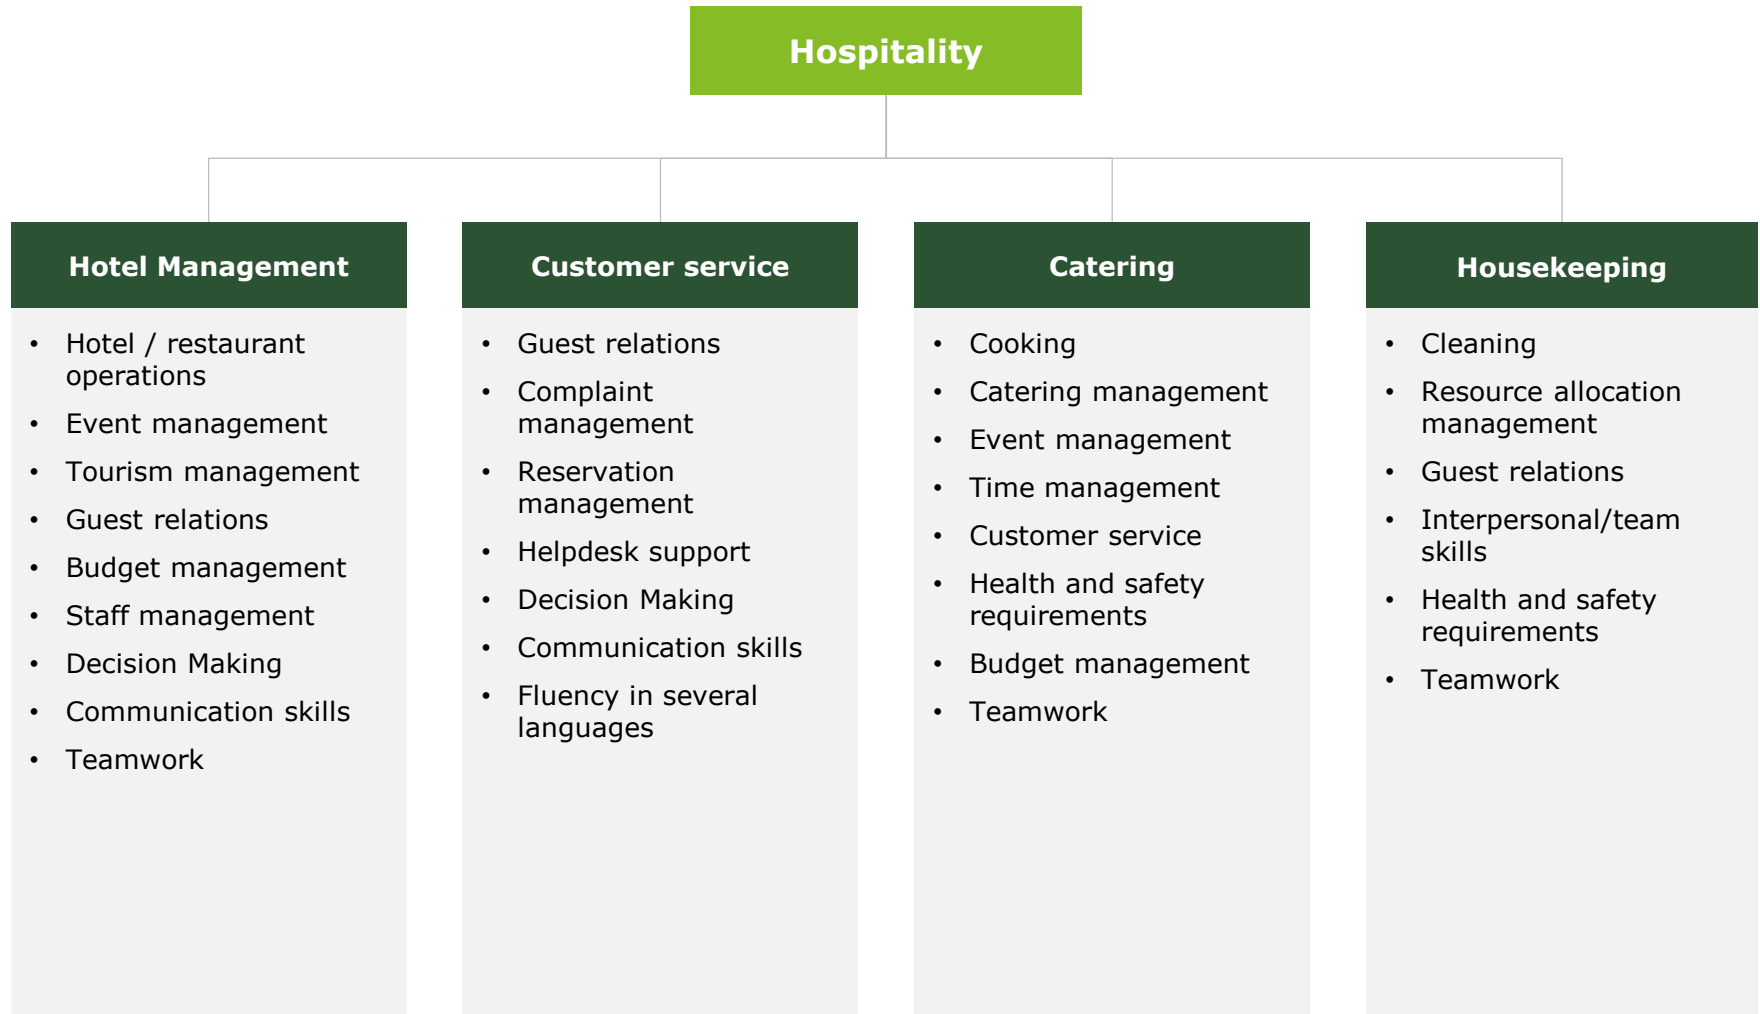 Hospitality
Hotel Management
• Hotel / restaurant
operations
• Event management
• Tourism management
• Guest relations
• Budget management
• Staff management
• Decision Making
• Communication skills
• Teamwork
Customer service
• Guest relations
• Complaint
management
• Reservation
management
• Helpdesk support
• Decision Making
• Communication skills
• Fluency in several
languages
Catering
• Cooking
• Catering management
• Event management
• Time management
• Customer service
• Health and safety
requirements
• Budget management
• Teamwork
Housekeeping
• Cleaning
• Resource allocation
management
• Guest relations
• Interpersonal/team
skills
• Health and safety
requirements
• Teamwork